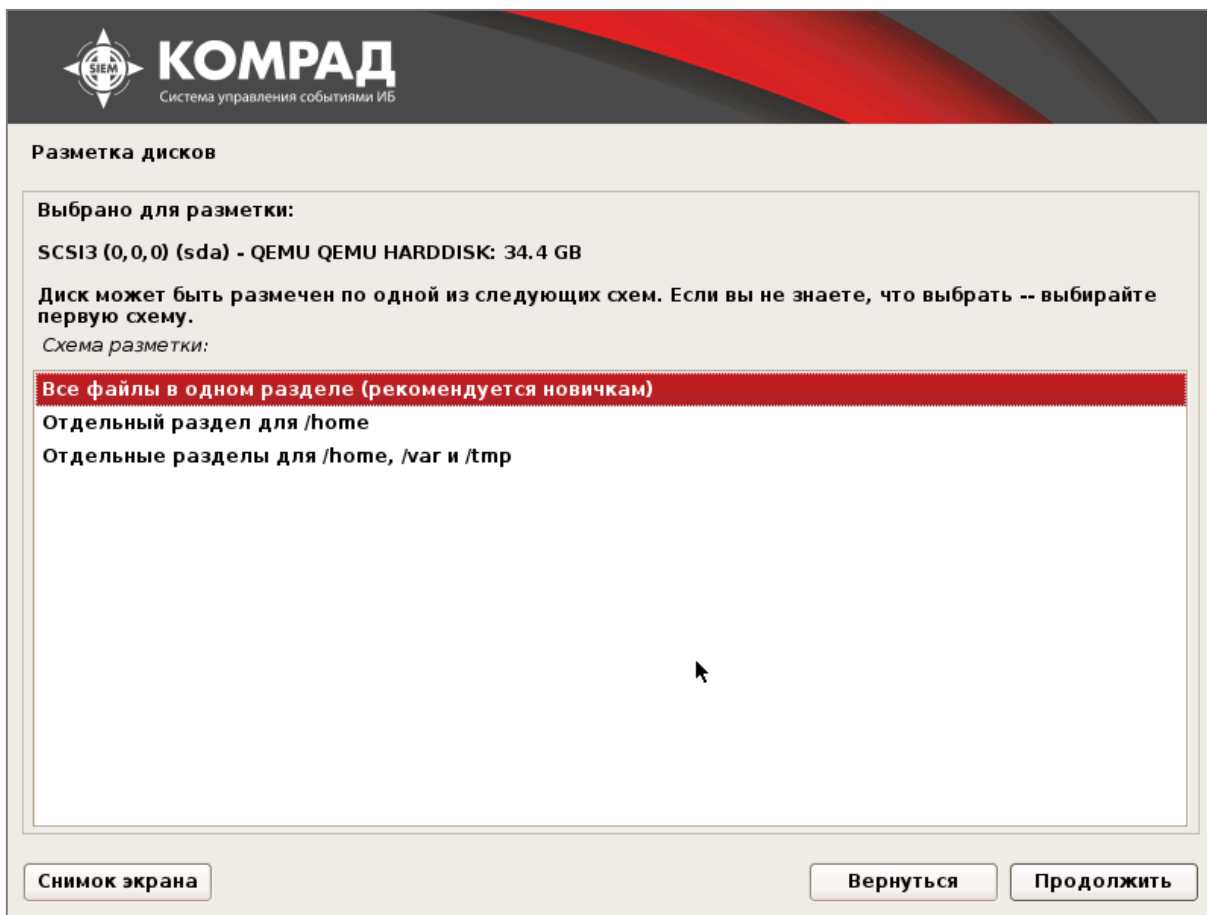 SIEM
КОМРАД
Система управления событиями ИБ
Разметка дисков
Выбрано для разметки:
SCSI3 (0,0,0) (sda) - QEMU QEMU HARDDISK: 34.4 GB
Диск может быть размечен по одной из следующих схем. Если вы не знаете, что выбрать -- выбирайте
первую схему.
Схема разметки:
Все файлы в одном разделе (рекомендуется новичкам)
Отдельный раздел для /home
Отдельные разделы для /home, /var и /tmp
Снимок экрана
Вернуться
Продолжить